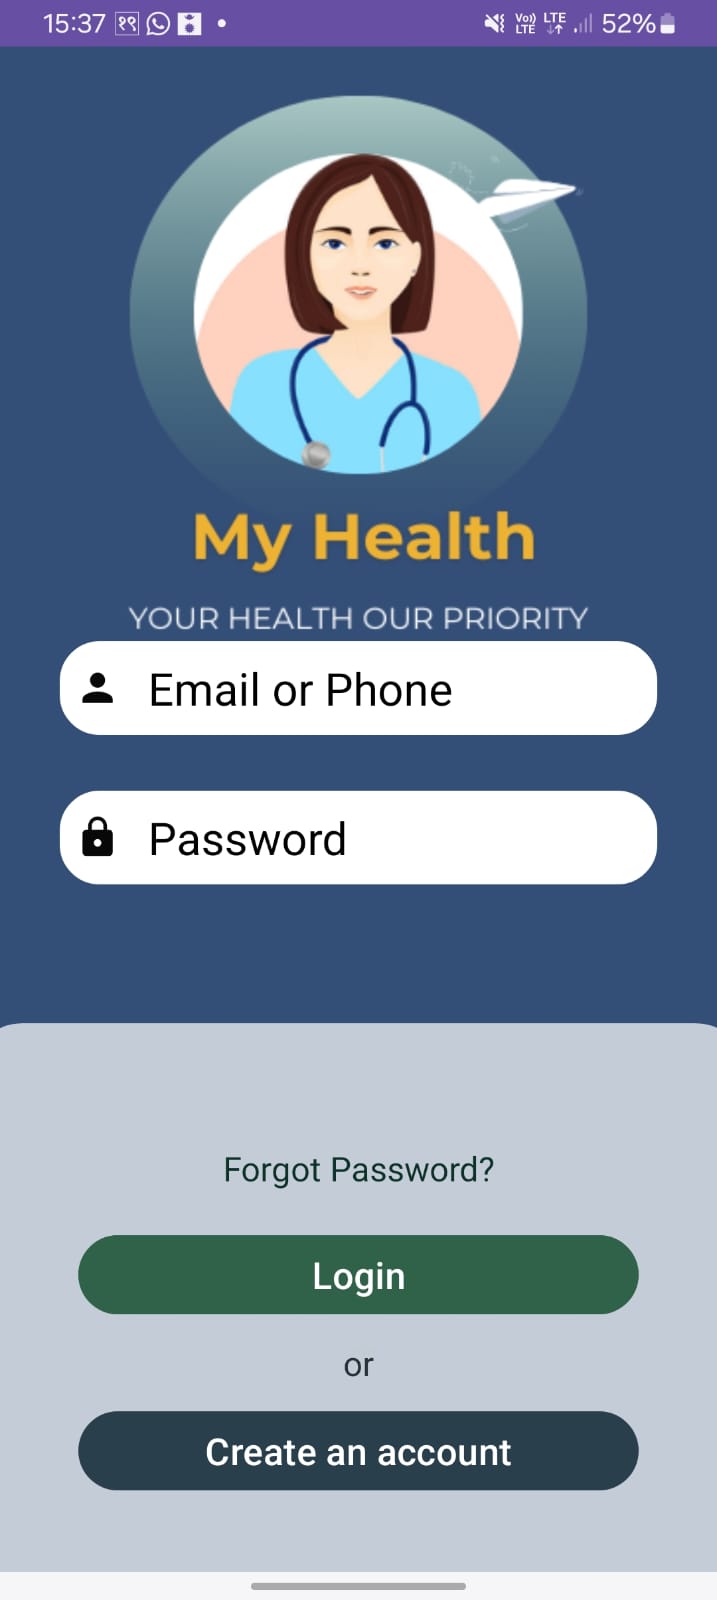 15:37 १९ Vo)) LTE LTE 52%
My Health
YOUR HEALTH OUR PRIORITY
Email or Phone
Password
Forgot Password?
Login
or
Create an account